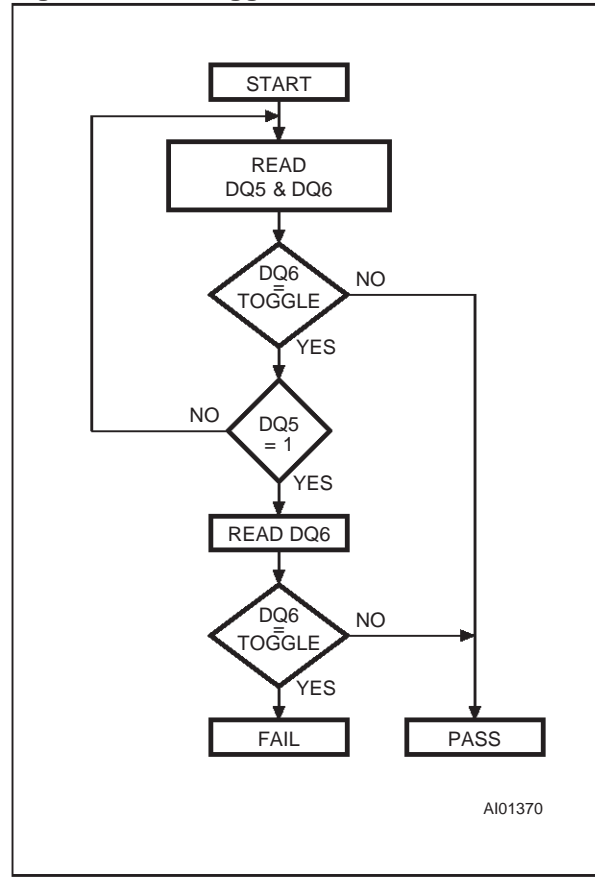 START
READ
DQ5 & DQ6
DQ6
=
TOGGLE
NO
YES
NO
DQ5
= 1
YES
READ DQ6
DQ6
=
TOGGLE
NO
YES
FAIL
PASS
AI01370